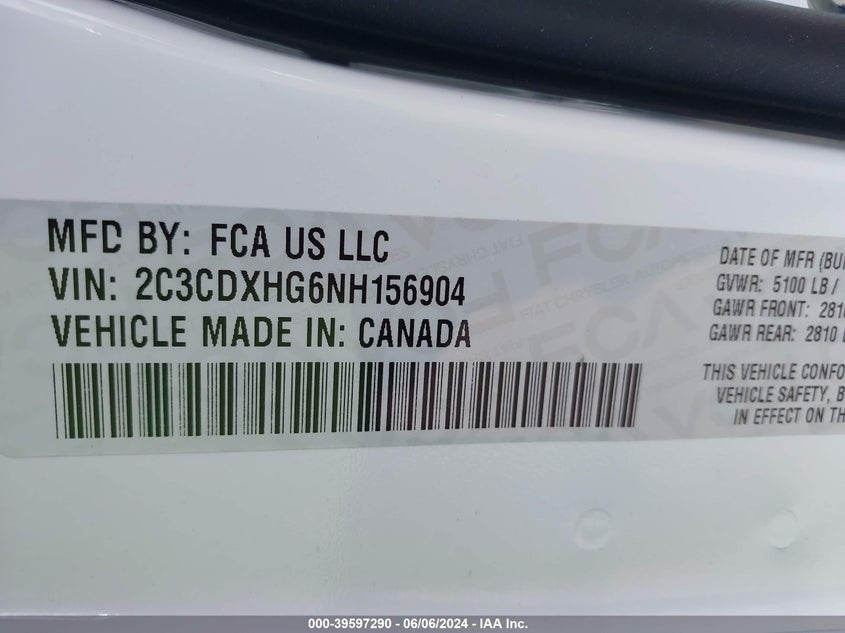 MFD BY: FCA US LLC
VIN: 2C3CDXHG6NH156904
VEHICLE MADE IN: CANADA
DATE OF MFR
GVWR: 5100 LB /
GAWR FRONT:
GAWR REAR: 2810
THIS VEHICLE
VEHICLE SAFETY,
IN EFFECT ON
000-39597290 - 06/06/2024 - IAA Inc.